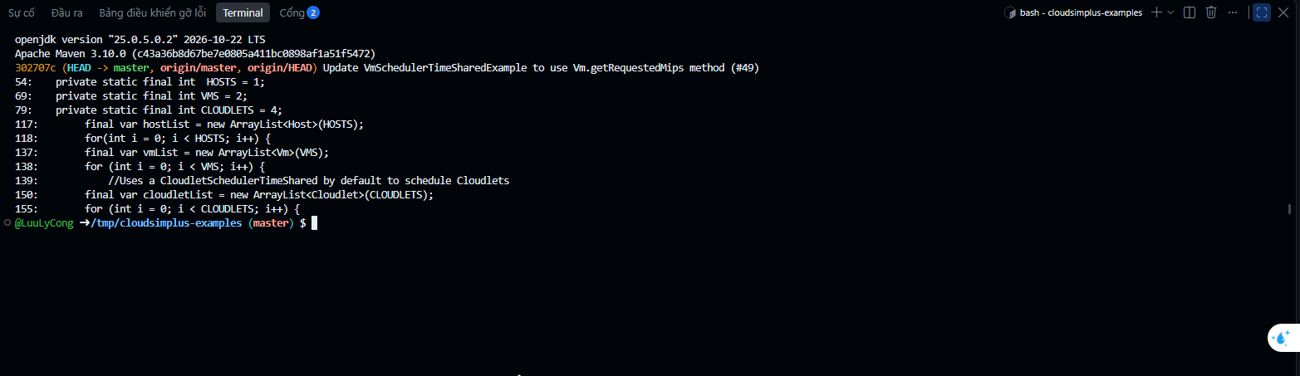 Sự cố Đầu ra Bảng điều khiển gỡ lỗi Terminal Cổng 2 bash - cloudsimplus-examples
openjdk version "25.0.5.0.2" 2026-10-22 LTS
Apache Maven 3.10.0 (c43a36b8d67be7e0805a411bc0898af1a51f5472)
302707c (HEAD -> master, origin/master, origin/HEAD) Update VmSchedulerTimeSharedExample to use Vm.getRequestedMips method (#49)
54:    private static final int  HOSTS = 1;
69:    private static final int VMS = 2;
79:    private static final int CLOUDLETS = 4;
117:        final var hostList = new ArrayList<Host>(HOSTS);
118:        for(int i = 0; i < HOSTS; i++) {
137:        final var vmList = new ArrayList<Vm>(VMS);
138:        for (int i = 0; i < VMS; i++) {
139:            //Uses a CloudletSchedulerTimeShared by default to schedule Cloudlets
150:        final var cloudletList = new ArrayList<Cloudlet>(CLOUDLETS);
155:        for (int i = 0; i < CLOUDLETS; i++) {
@LuuLyCong ➜/tmp/cloudsimplus-examples (master) $